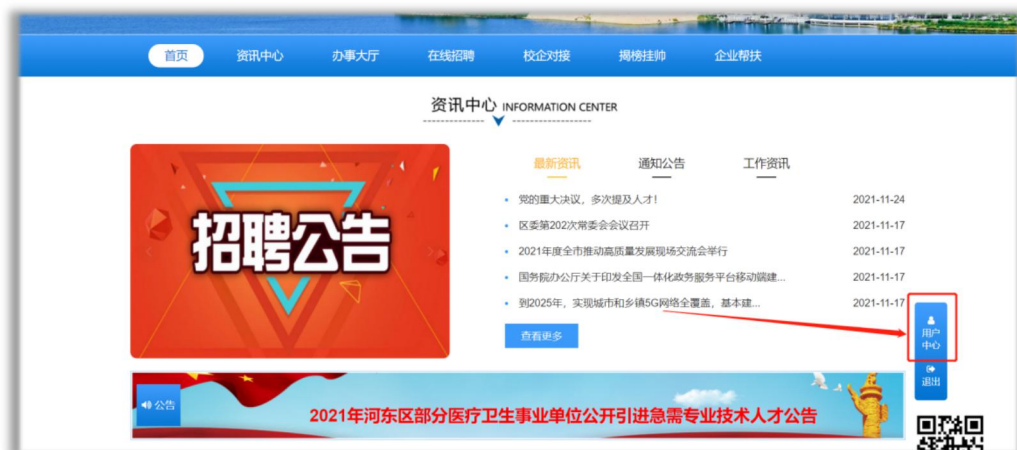 首页 资讯中心 办事大厅 在线招聘 校企对接 揭榜挂帅 企业帮扶
资讯中心 INFORMATION CENTER
招聘公告
最新资讯 通知公告 工作资讯
党的重大决议，多次提及人才！ 2021-11-24
区委第202次常委会会议召开 2021-11-17
2021年度全市推动高质量发展现场交流会举行 2021-11-17
国务院办公厅关于印发全国一体化政务服务平台移动端建... 2021-11-17
到2025年，实现城市和乡镇5G网络全覆盖，基本建... 2021-11-17
查看更多
用户
中心
退出
公告
2021年河东区部分医疗卫生事业单位公开引进急需专业技术人才公告